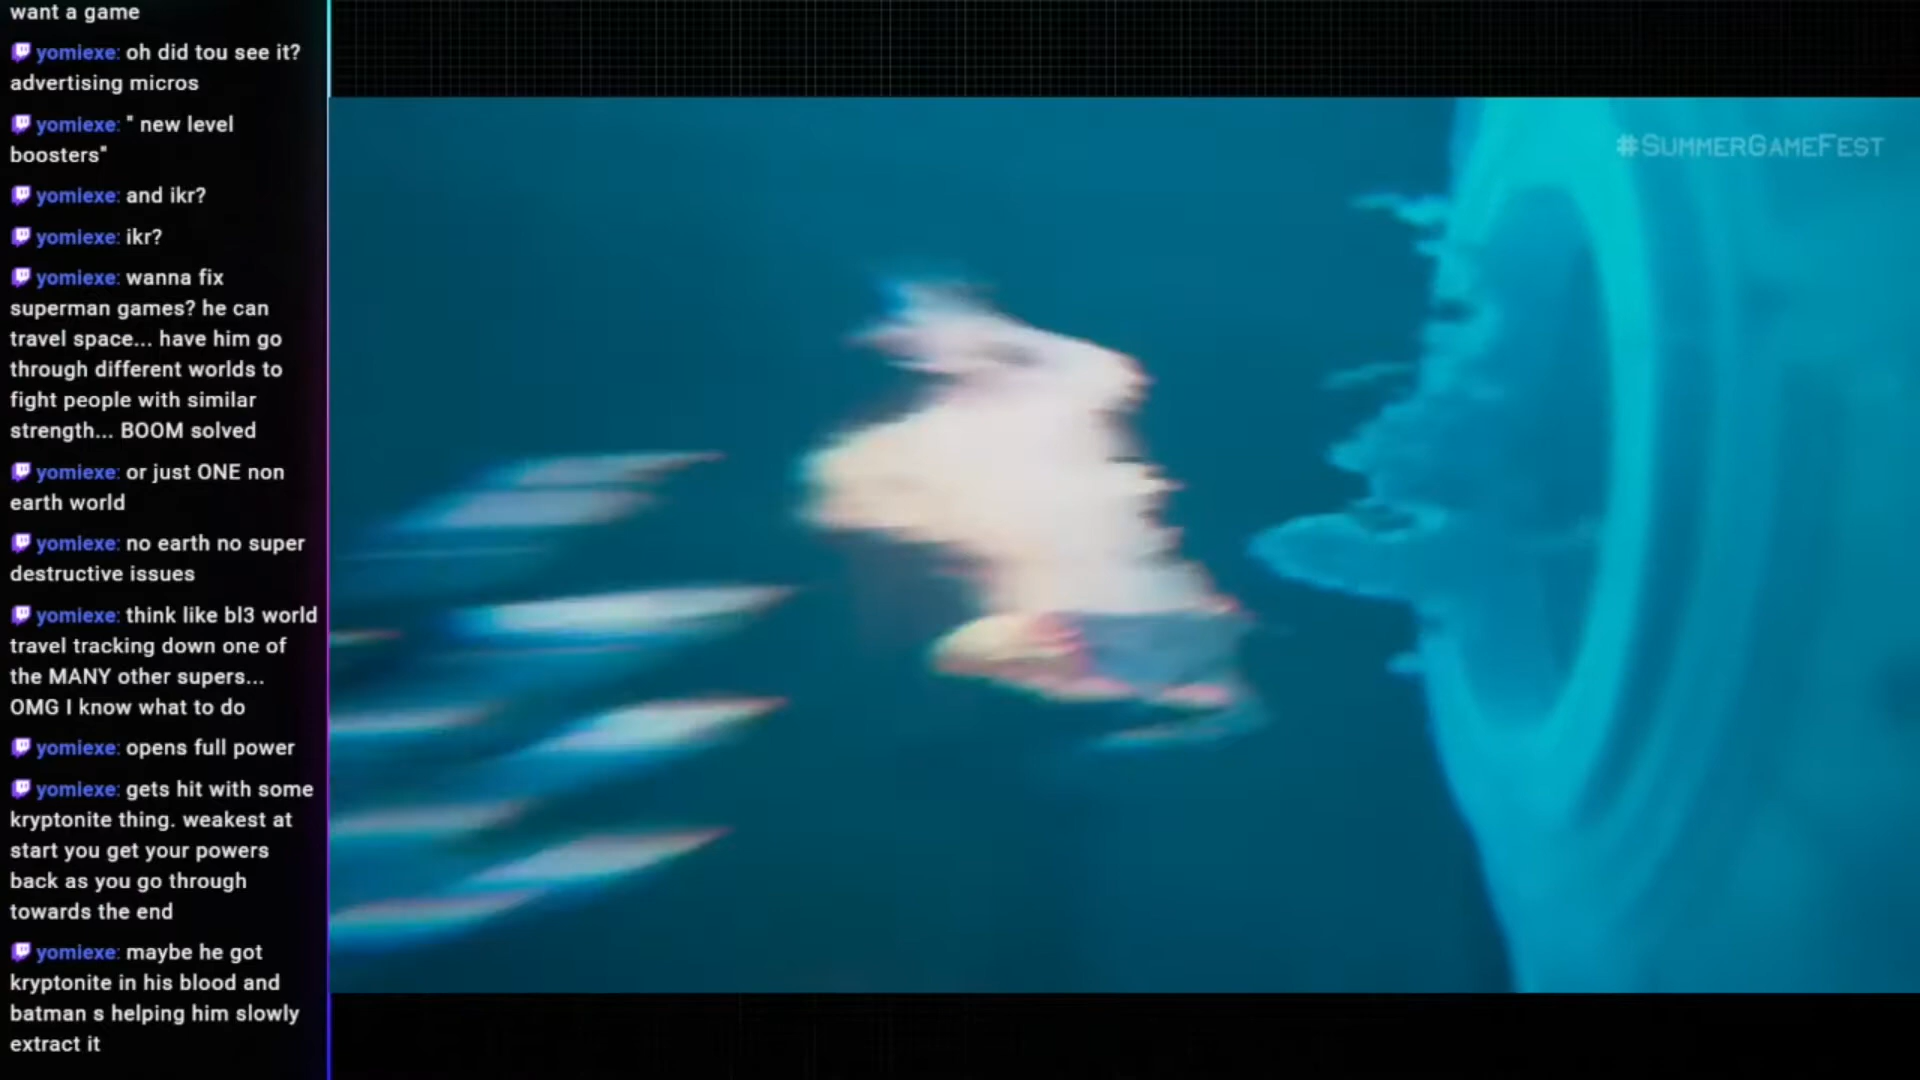 want a game
yomiexe: oh did tou see it?
advertising micros
yomiexe: " new level
boosters"
yomiexe: and ikr?
yomiexe: ikr?
yomiexe: wanna fix
superman games? he can
travel space... have him go
through different worlds to
fight people with similar
strength... BOOM solved
yomiexe: or just ONE non
earth world
yomiexe: no earth no super
destructive issues
yomiexe: think like bl3 world
travel tracking down one of
the MANY other supers...
OMG I know what to do
yomiexe: opens full power
yomiexe: gets hit with some
kryptonite thing. weakest at
start you get your powers
back as you go through
towards the end
yomiexe: maybe he got
kryptonite in his blood and
batman s helping him slowly
extract it
#SUMMERGAMEFEST